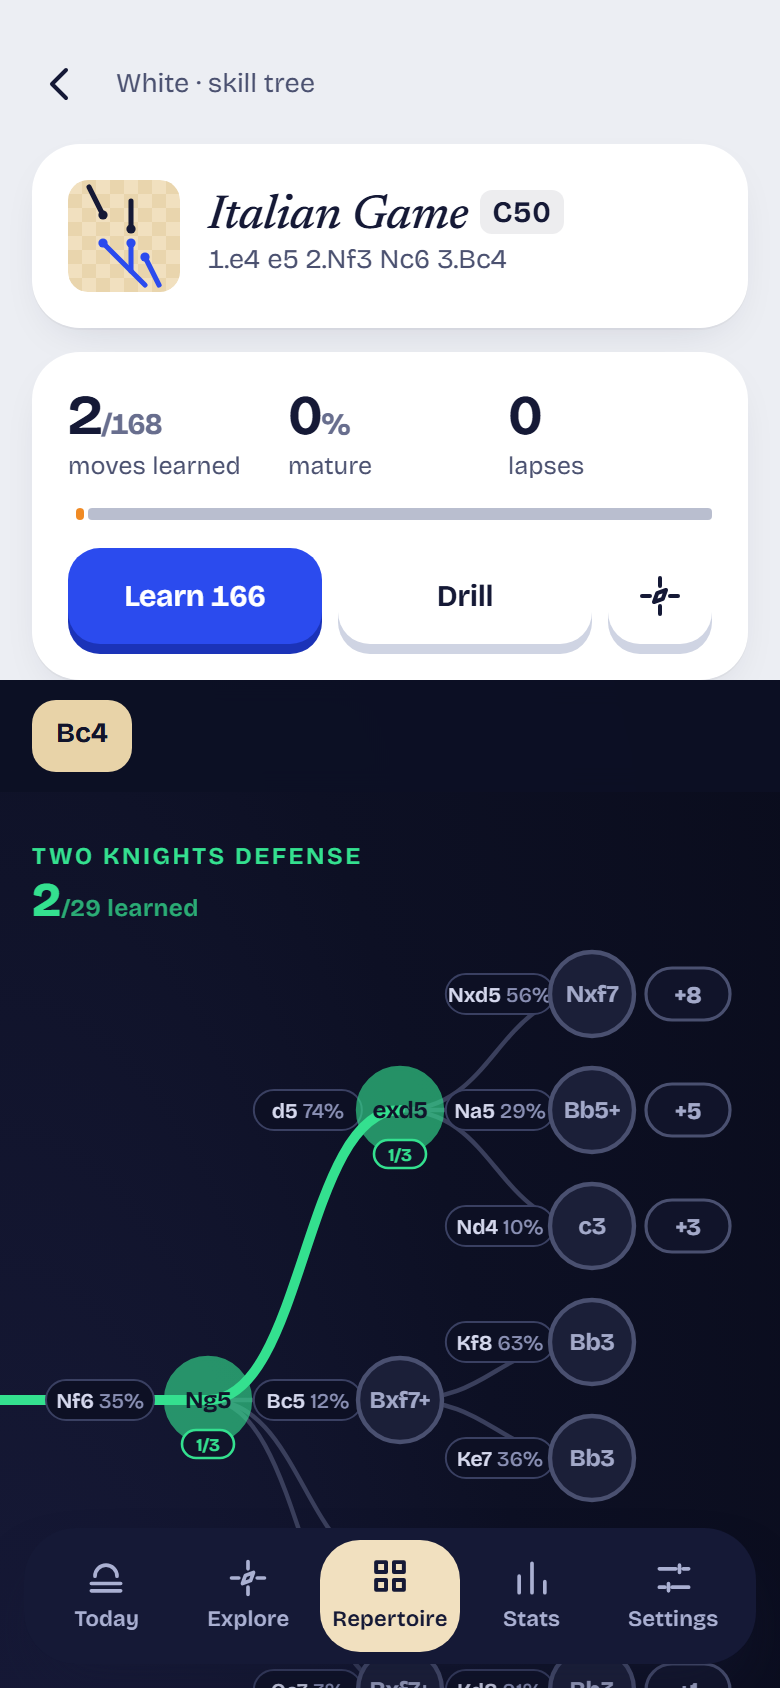 White · skill tree
Italian Game C50
1.e4 e5 2.Nf3 Nc6 3.Bc4
2/168 0% 0
moves learned mature lapses
Learn 166 Drill
Bc4
TWO KNIGHTS DEFENSE
2/29 learned
Nxd5 56% Nxf7 +8
d5 74% exd5 Na5 29% Bb5+ +5
1/3
Nd4 10% c3 +3
Kf8 63% Bb3
Nf6 35% Ng5 Bc5 12% Bxf7+
1/3
Ke7 36% Bb3
Today Explore Repertoire Stats Settings